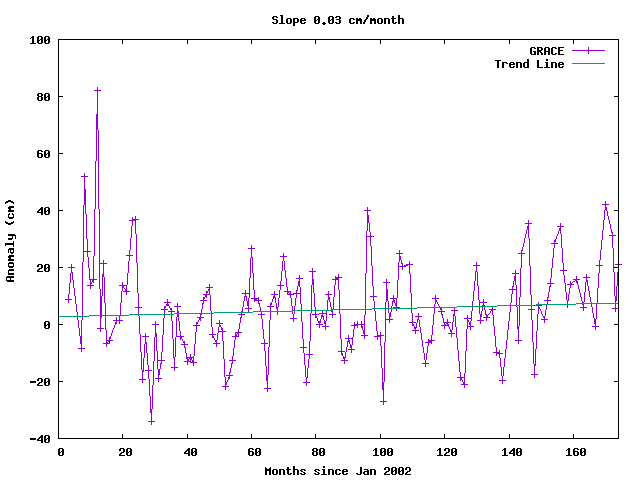 Slope 0.03 cm/month
100
80
60
40
20
0
-20
-40
GRACE
Trend Line
Anomaly (cm)
0 20 40 60 80 100 120 140 160
Months since Jan 2002